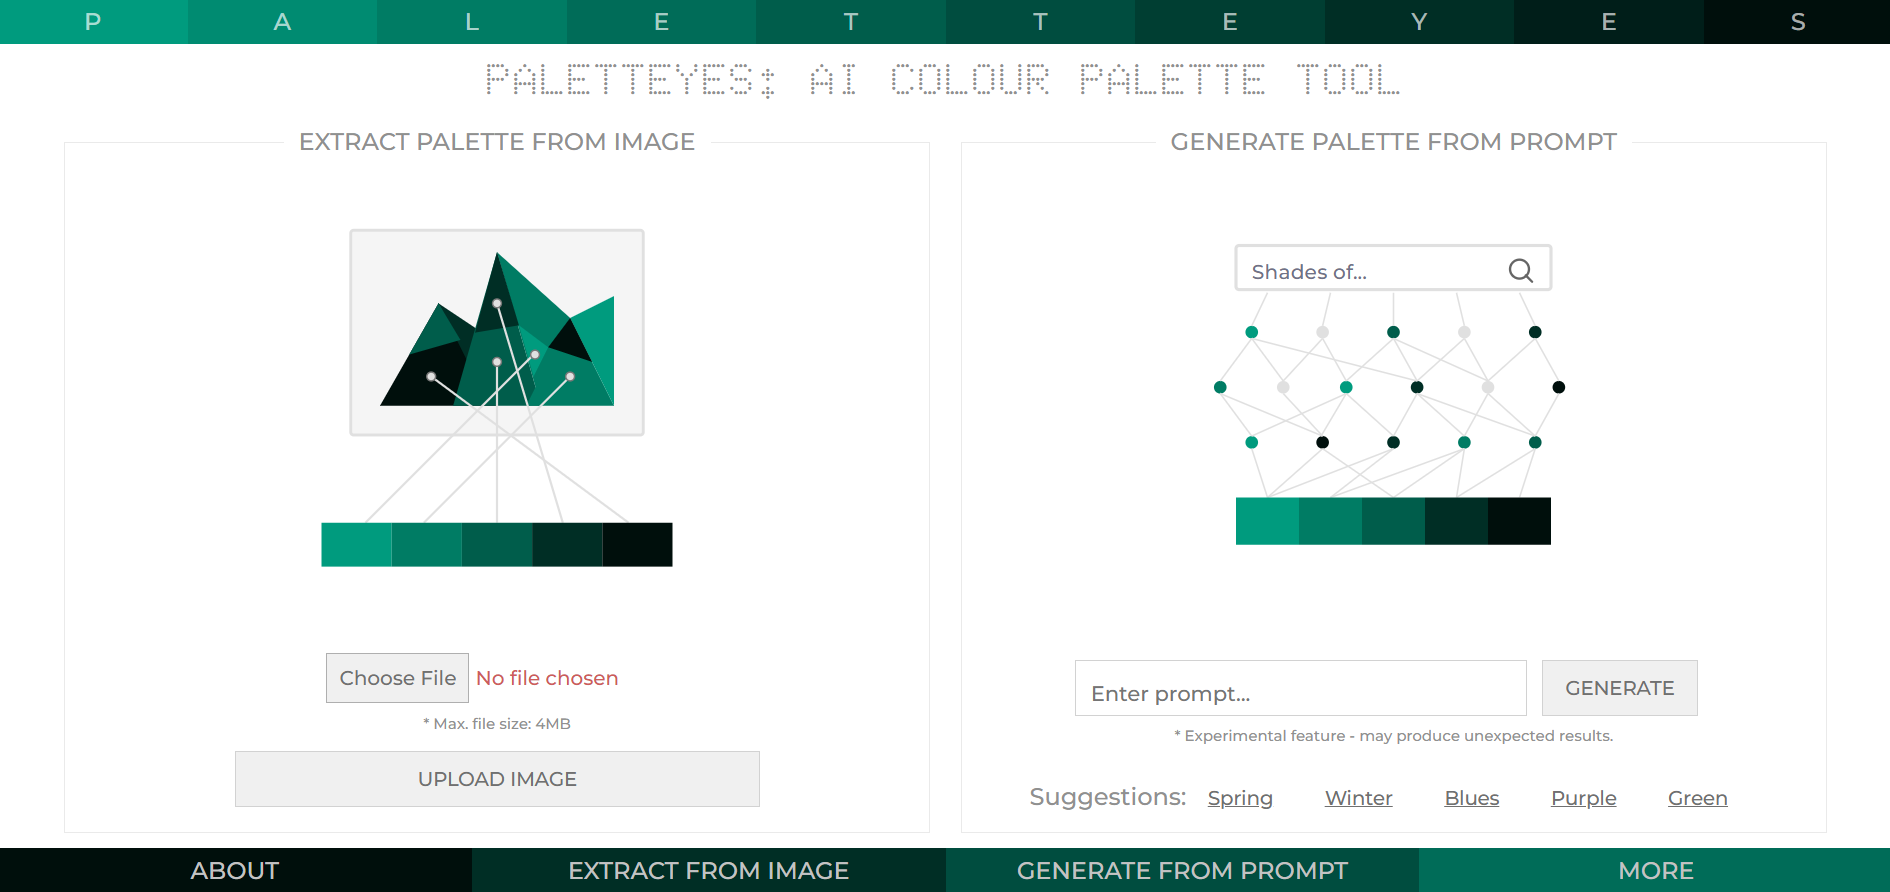 P A L E T T E Y E S
PALETTEYES: AI COLOUR PALETTE TOOL
EXTRACT PALETTE FROM IMAGE
Choose File No file chosen
* Max. file size: 4MB
UPLOAD IMAGE
GENERATE PALETTE FROM PROMPT
Shades of...
Enter prompt...
GENERATE
* Experimental feature - may produce unexpected results.
Suggestions: Spring Winter Blues Purple Green
ABOUT EXTRACT FROM IMAGE GENERATE FROM PROMPT MORE